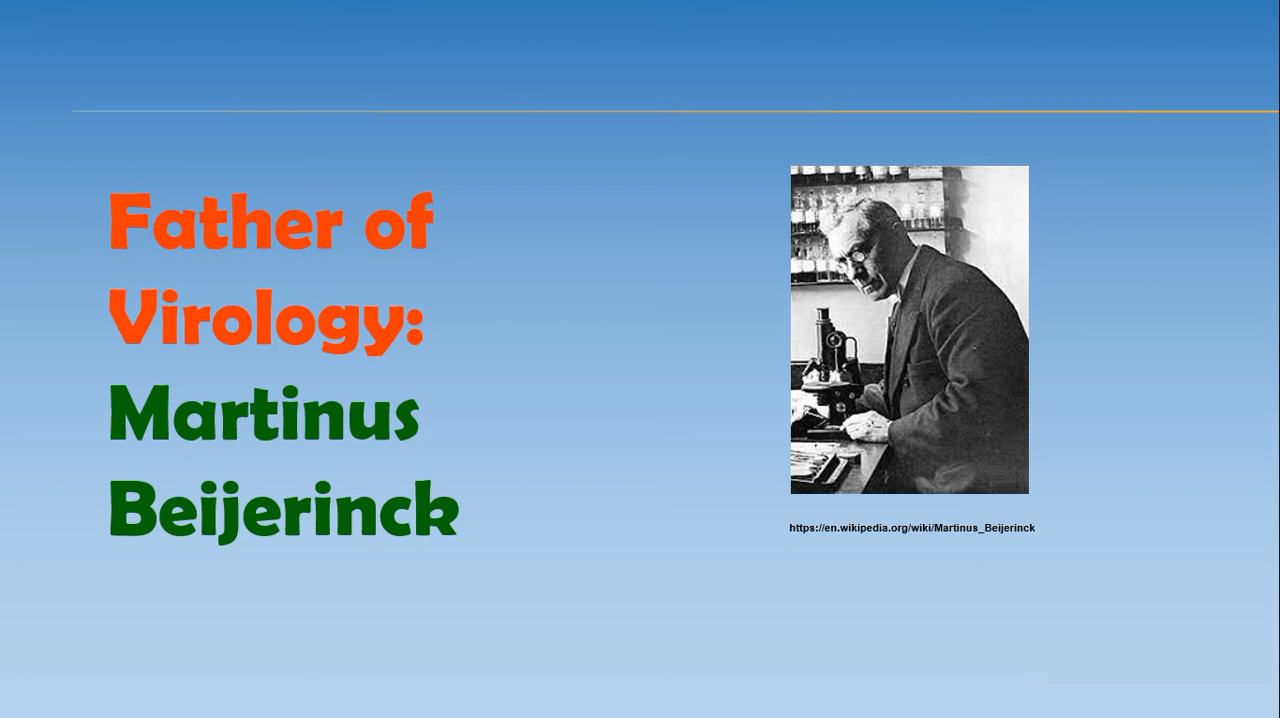 Father of
Virology:
Martinus
Beijerinck
https://en.wikipedia.org/wiki/Martinus_Beijerinck